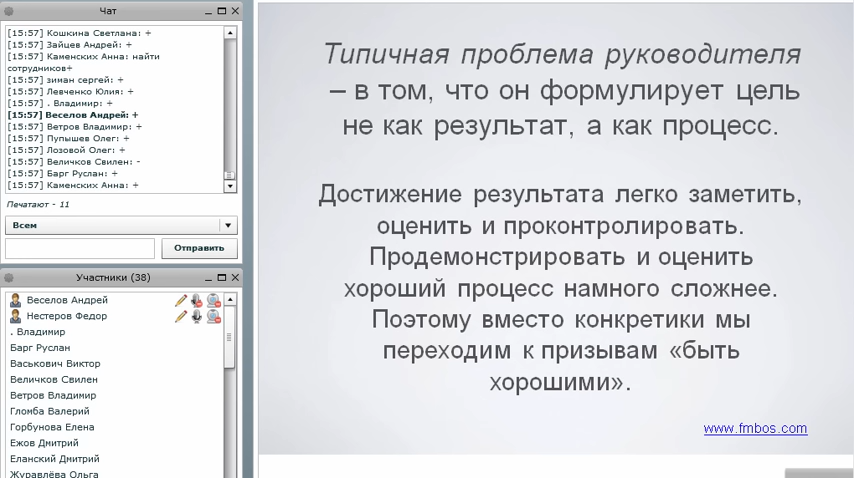 Чат
[15:57] Кошкина Светлана: +
[15:57] Зайцев Андрей: +
[15:57] Каменских Анна: найти
сотрудников+
[15:57] зиман сергей: +
[15:57] Левченко Юлия: +
[15:57] . Владимир: +
[15:57] Веселов Андрей: +
[15:57] Ветров Владимир: +
[15:57] Пупышев Олег: +
[15:57] Лозовой Олег: +
[15:57] Величков Свилен: -
[15:57] Барг Руслан: +
[15:57] Каменских Анна: +
Печатают - 11
Всем
Отправить
Участники (38)
Веселов Андрей
Нестеров Федор
. Владимир
Барг Руслан
Васькович Виктор
Величков Свилен
Ветров Владимир
Гломба Валерий
Горбунова Елена
Ежов Дмитрий
Еланский Дмитрий
Журавлёва Ольга
Типичная проблема руководителя
– в том, что он формулирует цель
не как результат, а как процесс.
Достижение результата легко заметить,
оценить и проконтролировать.
Продемонстрировать и оценить
хороший процесс намного сложнее.
Поэтому вместо конкретики мы
переходим к призывам «быть
хорошими».
www.fmbos.com